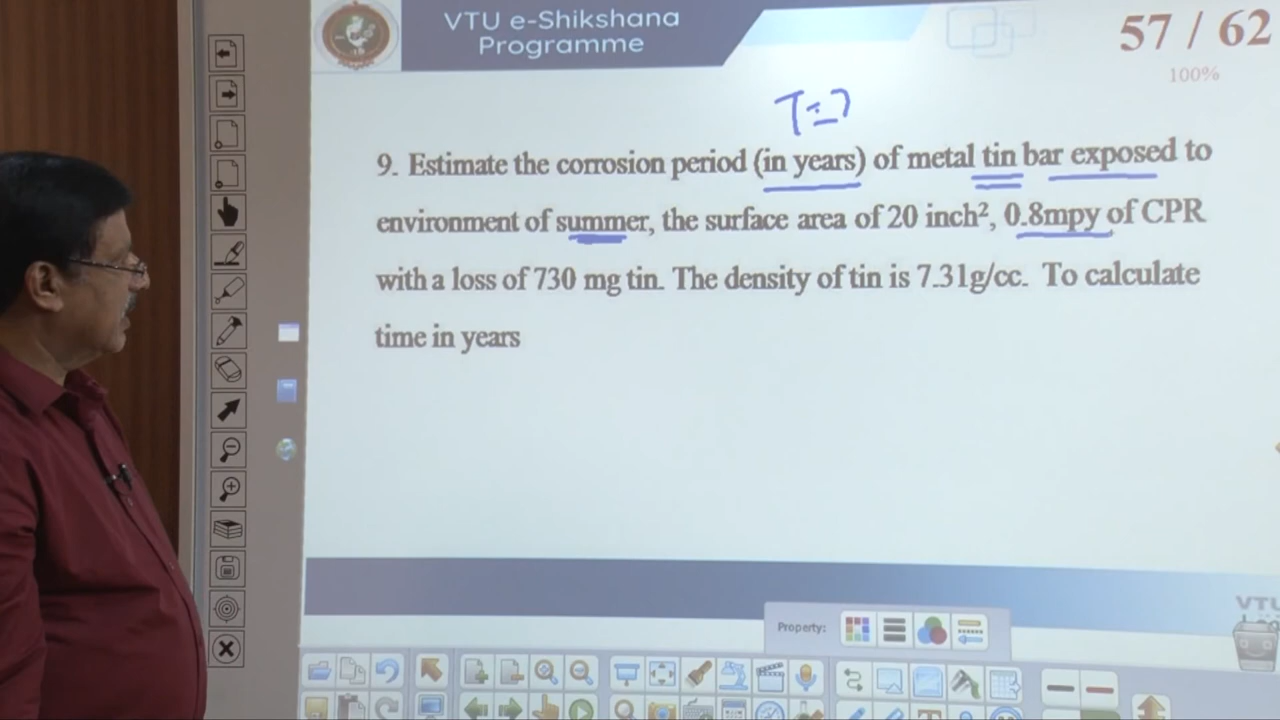 VTU e-Shikshana
Programme
57 / 62
100%
T=?
9. Estimate the corrosion period (in years) of metal tin bar exposed to
environment of summer, the surface area of 20 inch², 0.8mpy of CPR
with a loss of 730 mg tin. The density of tin is 7.31g/cc. To calculate
time in years
Property:
VTU